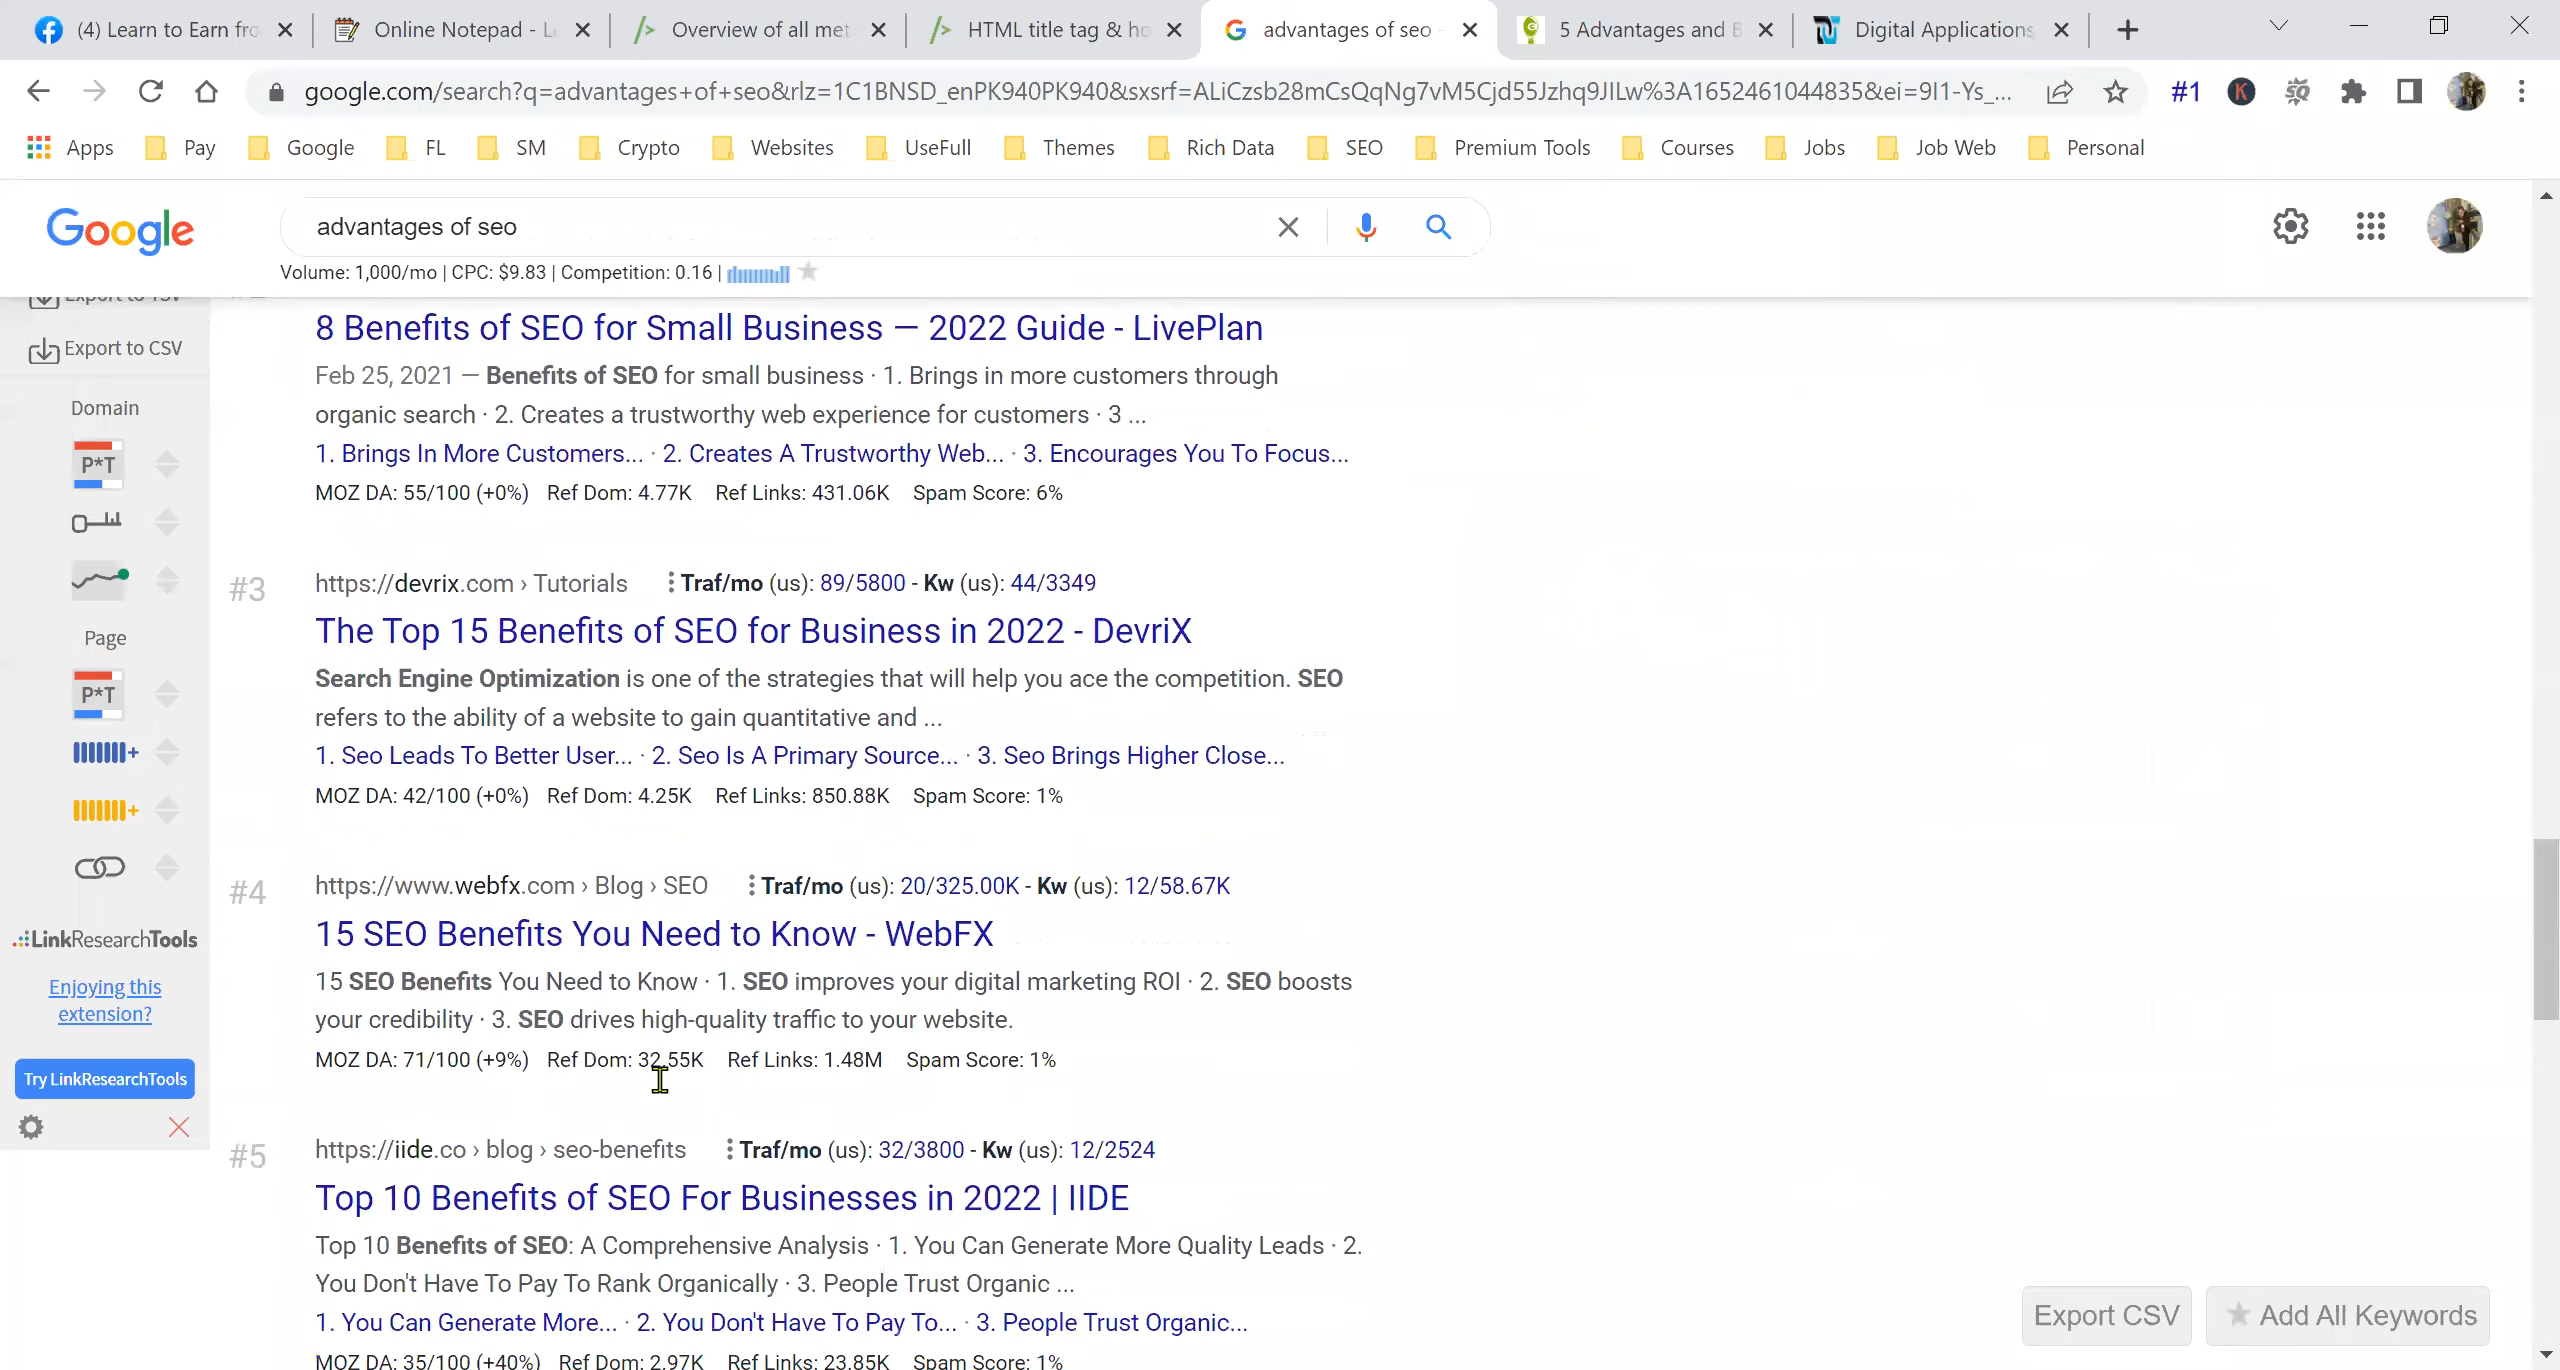 (4) Learn to Earn fro
Online Notepad - L
Overview of all met
HTML title tag & ho
advantages of seo -
5 Advantages and B
Digital Applications
google.com/search?q=advantages+of+seo&rlz=1C1BNSD_enPK940PK940&sxsrf=ALiCzsb28mCsQqNg7vM5Cjd55Jzhq9JILw%3A1652461044835&ei=9I1-Ys_...
#1
Apps Pay Google FL SM Crypto Websites UseFull Themes Rich Data SEO Premium Tools Courses Jobs Job Web Personal
Google
advantages of seo
Volume: 1,000/mo | CPC: $9.83 | Competition: 0.16 |
Export to CSV
Domain
P*T
Page
P*T
LinkResearchTools
Enjoying this
extension?
Try LinkResearchTools
8 Benefits of SEO for Small Business — 2022 Guide - LivePlan
Feb 25, 2021 — Benefits of SEO for small business · 1. Brings in more customers through
organic search · 2. Creates a trustworthy web experience for customers · 3 ...
1. Brings In More Customers... · 2. Creates A Trustworthy Web... · 3. Encourages You To Focus...
MOZ DA: 55/100 (+0%) Ref Dom: 4.77K Ref Links: 431.06K Spam Score: 6%
#3
https://devrix.com › Tutorials Traf/mo (us): 89/5800 - Kw (us): 44/3349
The Top 15 Benefits of SEO for Business in 2022 - DevriX
Search Engine Optimization is one of the strategies that will help you ace the competition. SEO
refers to the ability of a website to gain quantitative and ...
1. Seo Leads To Better User... · 2. Seo Is A Primary Source... · 3. Seo Brings Higher Close...
MOZ DA: 42/100 (+0%) Ref Dom: 4.25K Ref Links: 850.88K Spam Score: 1%
#4
https://www.webfx.com › Blog › SEO Traf/mo (us): 20/325.00K - Kw (us): 12/58.67K
15 SEO Benefits You Need to Know - WebFX
15 SEO Benefits You Need to Know · 1. SEO improves your digital marketing ROI · 2. SEO boosts
your credibility · 3. SEO drives high-quality traffic to your website.
MOZ DA: 71/100 (+9%) Ref Dom: 32.55K Ref Links: 1.48M Spam Score: 1%
#5
https://iide.co › blog › seo-benefits Traf/mo (us): 32/3800 - Kw (us): 12/2524
Top 10 Benefits of SEO For Businesses in 2022 | IIDE
Top 10 Benefits of SEO: A Comprehensive Analysis · 1. You Can Generate More Quality Leads · 2.
You Don't Have To Pay To Rank Organically · 3. People Trust Organic ...
1. You Can Generate More... · 2. You Don't Have To Pay To... · 3. People Trust Organic...
MOZ DA: 35/100 (+40%) Ref Dom: 2.97K Ref Links: 23.85K Spam Score: 1%
Export CSV
Add All Keywords